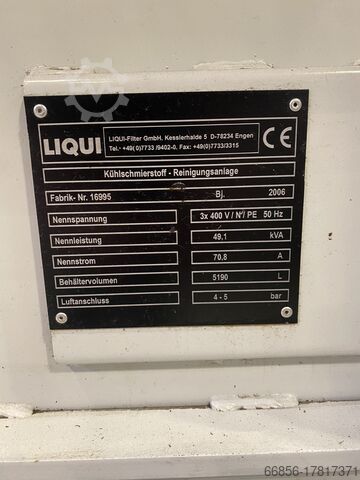 LIQUI
LIQUI-Filter GmbH, Kesslerhalde 5 D-78234 Engen
Tel.- +49(0)7733 /9402-0, Fax: +49(0)7733/3315
CE
Kühlschmierstoff - Reinigungsanlage
Fabrik- Nr. 16995 Bj. 2006
Nennspannung 3x 400 V / N / PE 50 Hz
Nennleistung 49,1 kVA
Nennstrom 70,8 A
Behältervolumen 5190 L
Luftanschluss 4 - 5 bar
66856-17817371